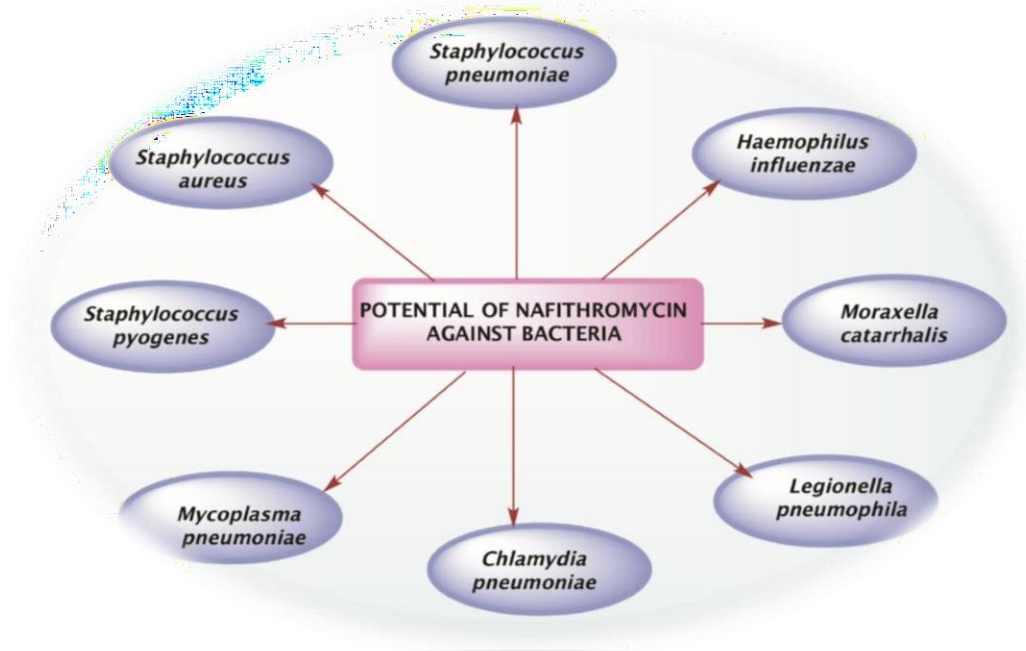 Staphylococcus
pneumoniae
Haemophilus
influenzae
Staphylococcus
aureus
POTENTIAL OF NAFITHROMYCIN
AGAINST BACTERIA
Moraxella
catarrhalis
Staphylococcus
pyogenes
Legionella
pneumophila
Mycoplasma
pneumoniae
Chlamydia
pneumoniae